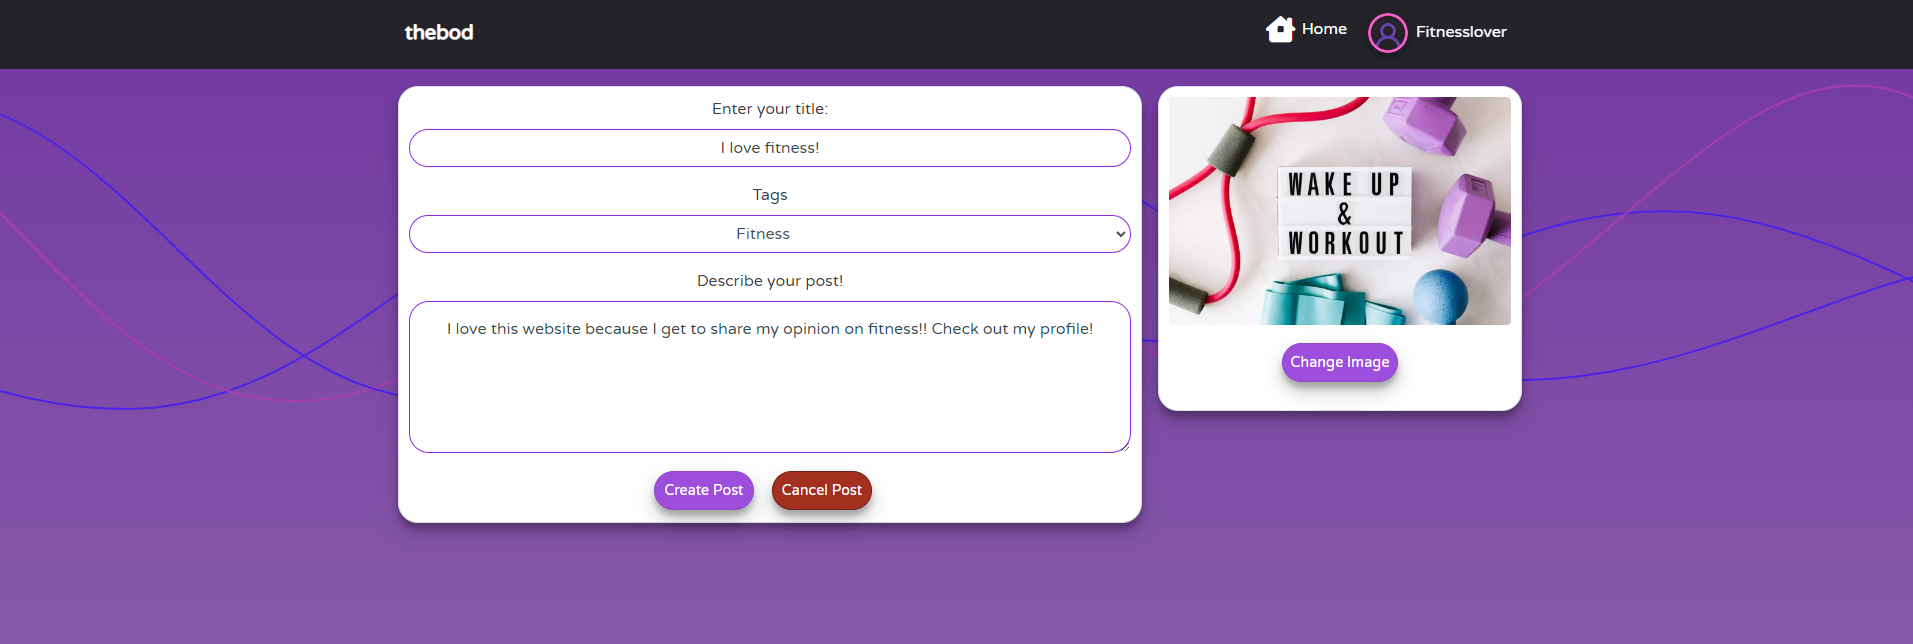 thebod
Home
Fitnesslover
Enter your title:
I love fitness!
Tags
Fitness
Describe your post!
I love this website because I get to share my opinion on fitness!! Check out my profile!
Create Post
Cancel Post
WAKE UP
&
WORKOUT
Change Image